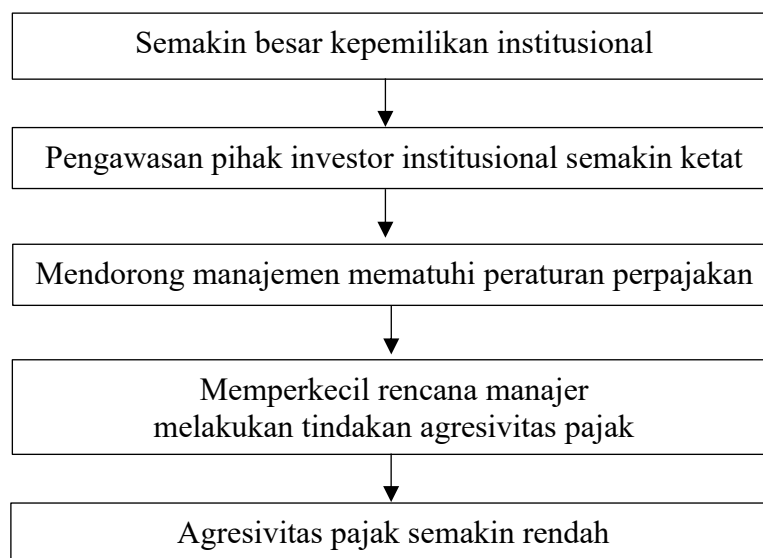 Semakin besar kepemilikan institusional
Pengawasan pihak investor institusional semakin ketat
Mendorong manajemen mematuhi peraturan perpajakan
Memperkecil rencana manajer
melakukan tindakan agresivitas pajak
Agresivitas pajak semakin rendah